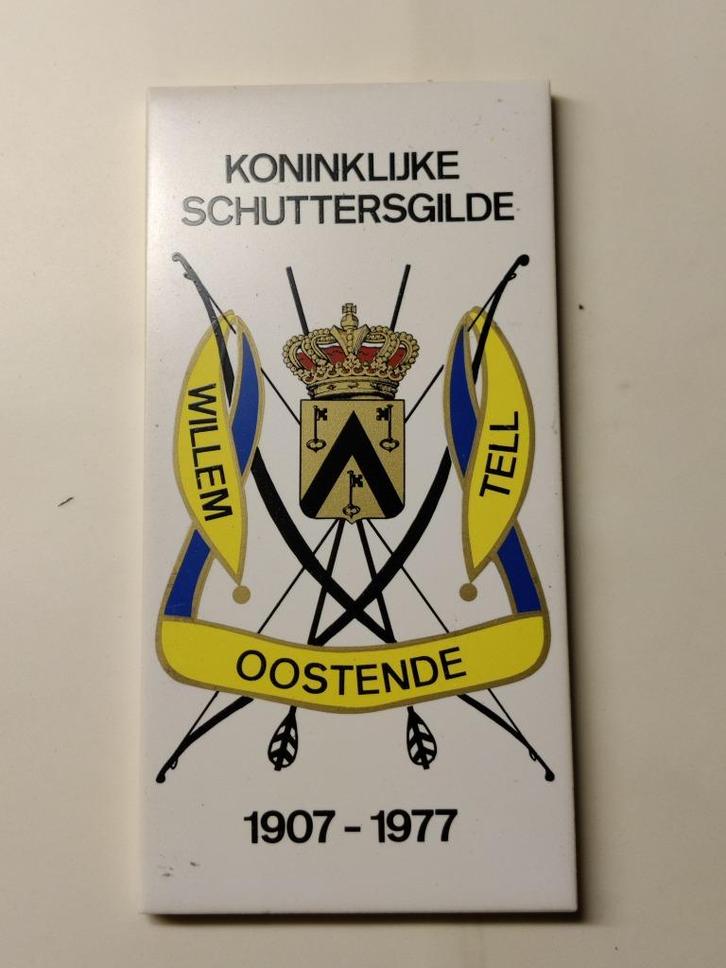 KONINKLIJKE
SCHUTTERSGILDE
WILLEM
TELL
OOSTENDE
1907 - 1977